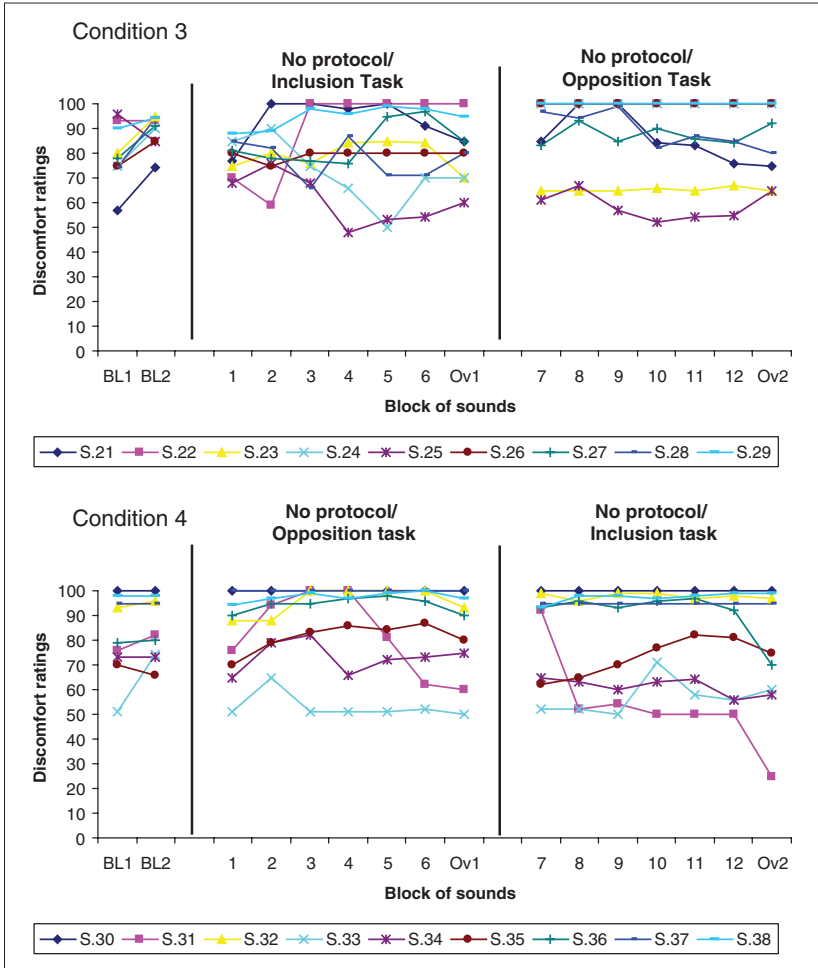 Condition 3
No protocol/
Inclusion Task
No protocol/
Opposition Task
Discomfort ratings
100
90
80
70
60
50
40
30
20
10
0
BL1 BL2 1 2 3 4 5 6 Ov1 7 8 9 10 11 12 Ov2
Block of sounds
S.21 S.22 S.23 S.24 S.25 S.26 S.27 S.28 S.29
Condition 4
No protocol/
Opposition task
No protocol/
Inclusion task
Discomfort ratings
100
90
80
70
60
50
40
30
20
10
0
BL1 BL2 1 2 3 4 5 6 Ov1 7 8 9 10 11 12 Ov2
Block of sounds
S.30 S.31 S.32 S.33 S.34 S.35 S.36 S.37 S.38